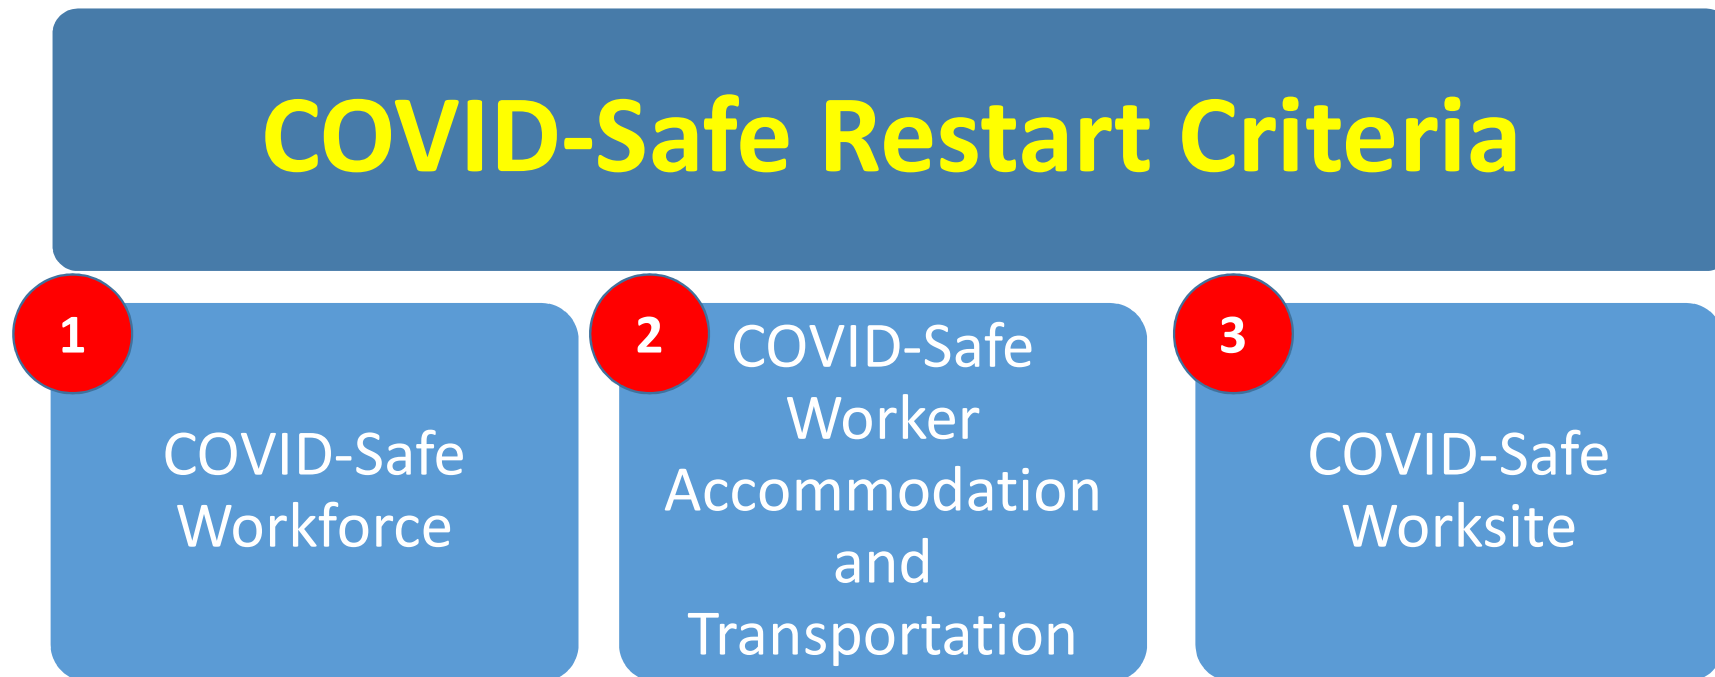 COVID-Safe Restart Criteria
1
COVID-Safe
Workforce
2
COVID-Safe
Worker
Accommodation
and
Transportation
3
COVID-Safe
Worksite